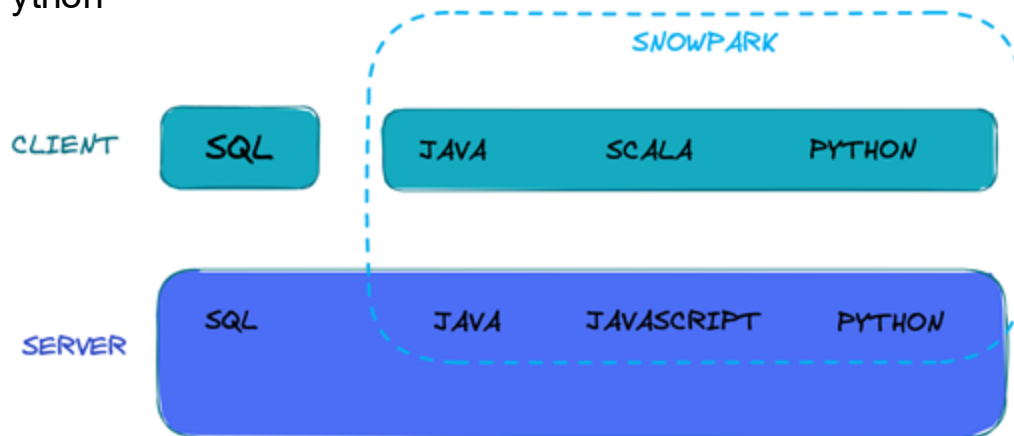 ython
SNOWPARK
CLIENT SQL JAVA SCALA PYTHON
SQL JAVA JAVASCRIPT PYTHON
SERVER